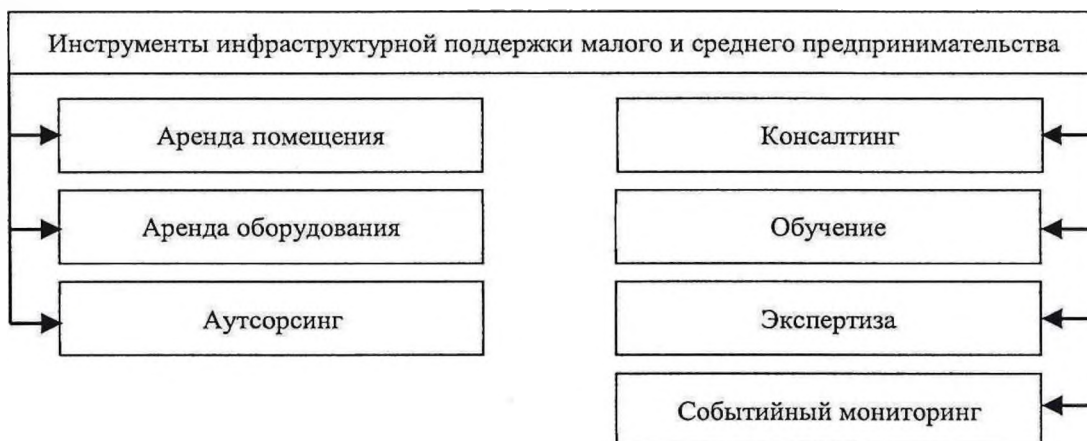 Инструменты инфраструктурной поддержки малого и среднего предпринимательства
Аренда помещения
Аренда оборудования
Аутсорсинг
Консалтинг
Обучение
Экспертиза
Событийный мониторинг